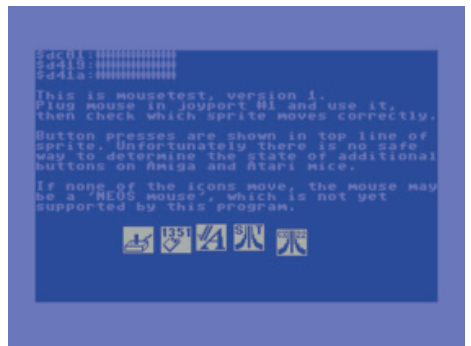 $dc01:
$d419:
$d41a:
This is mousetest, version 1.
Plug mouse in joyport #1 and use it,
then check which sprite moves correctly.
Button presses are shown in top line of
sprite. Unfortunately there is no safe
way to determine the state of additional
buttons on Amiga and Atari mice.
If none of the icons move, the mouse may
be a "NEOS mouse", which is not yet
supported by this program.
1351 ST